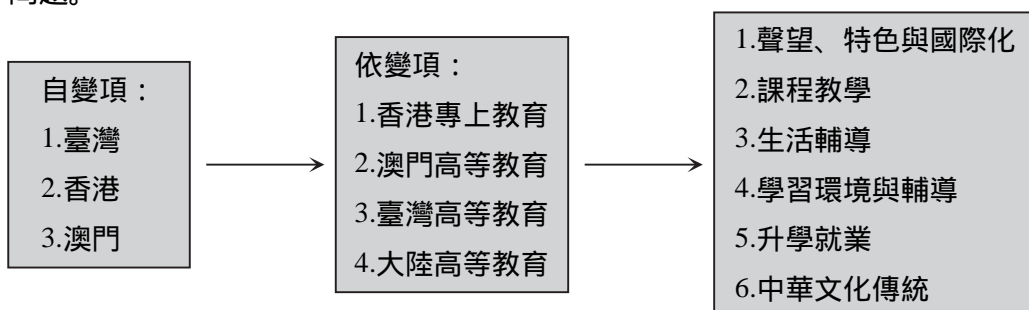 自變項：
1.臺灣
2.香港
3.澳門
依變項：
1.香港專上教育
2.澳門高等教育
3.臺灣高等教育
4.大陸高等教育
1.聲望、特色與國際化
2.課程教學
3.生活輔導
4.學習環境與輔導
5.升學就業
6.中華文化傳統